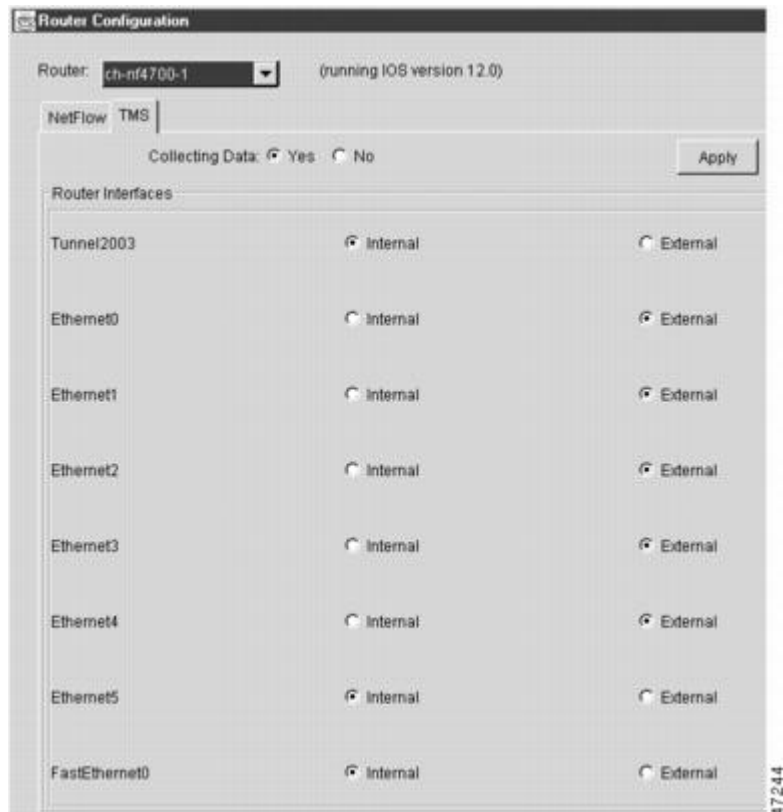 Router Configuration
Router: ch-nf4700-1 (running IOS version 12.0)
NetFlow TMS
Collecting Data: Yes No Apply
Router Interfaces
Tunnel2003 Internal External
Ethernet0 Internal External
Ethernet1 Internal External
Ethernet2 Internal External
Ethernet3 Internal External
Ethernet4 Internal External
Ethernet5 Internal External
FastEthernet0 Internal External